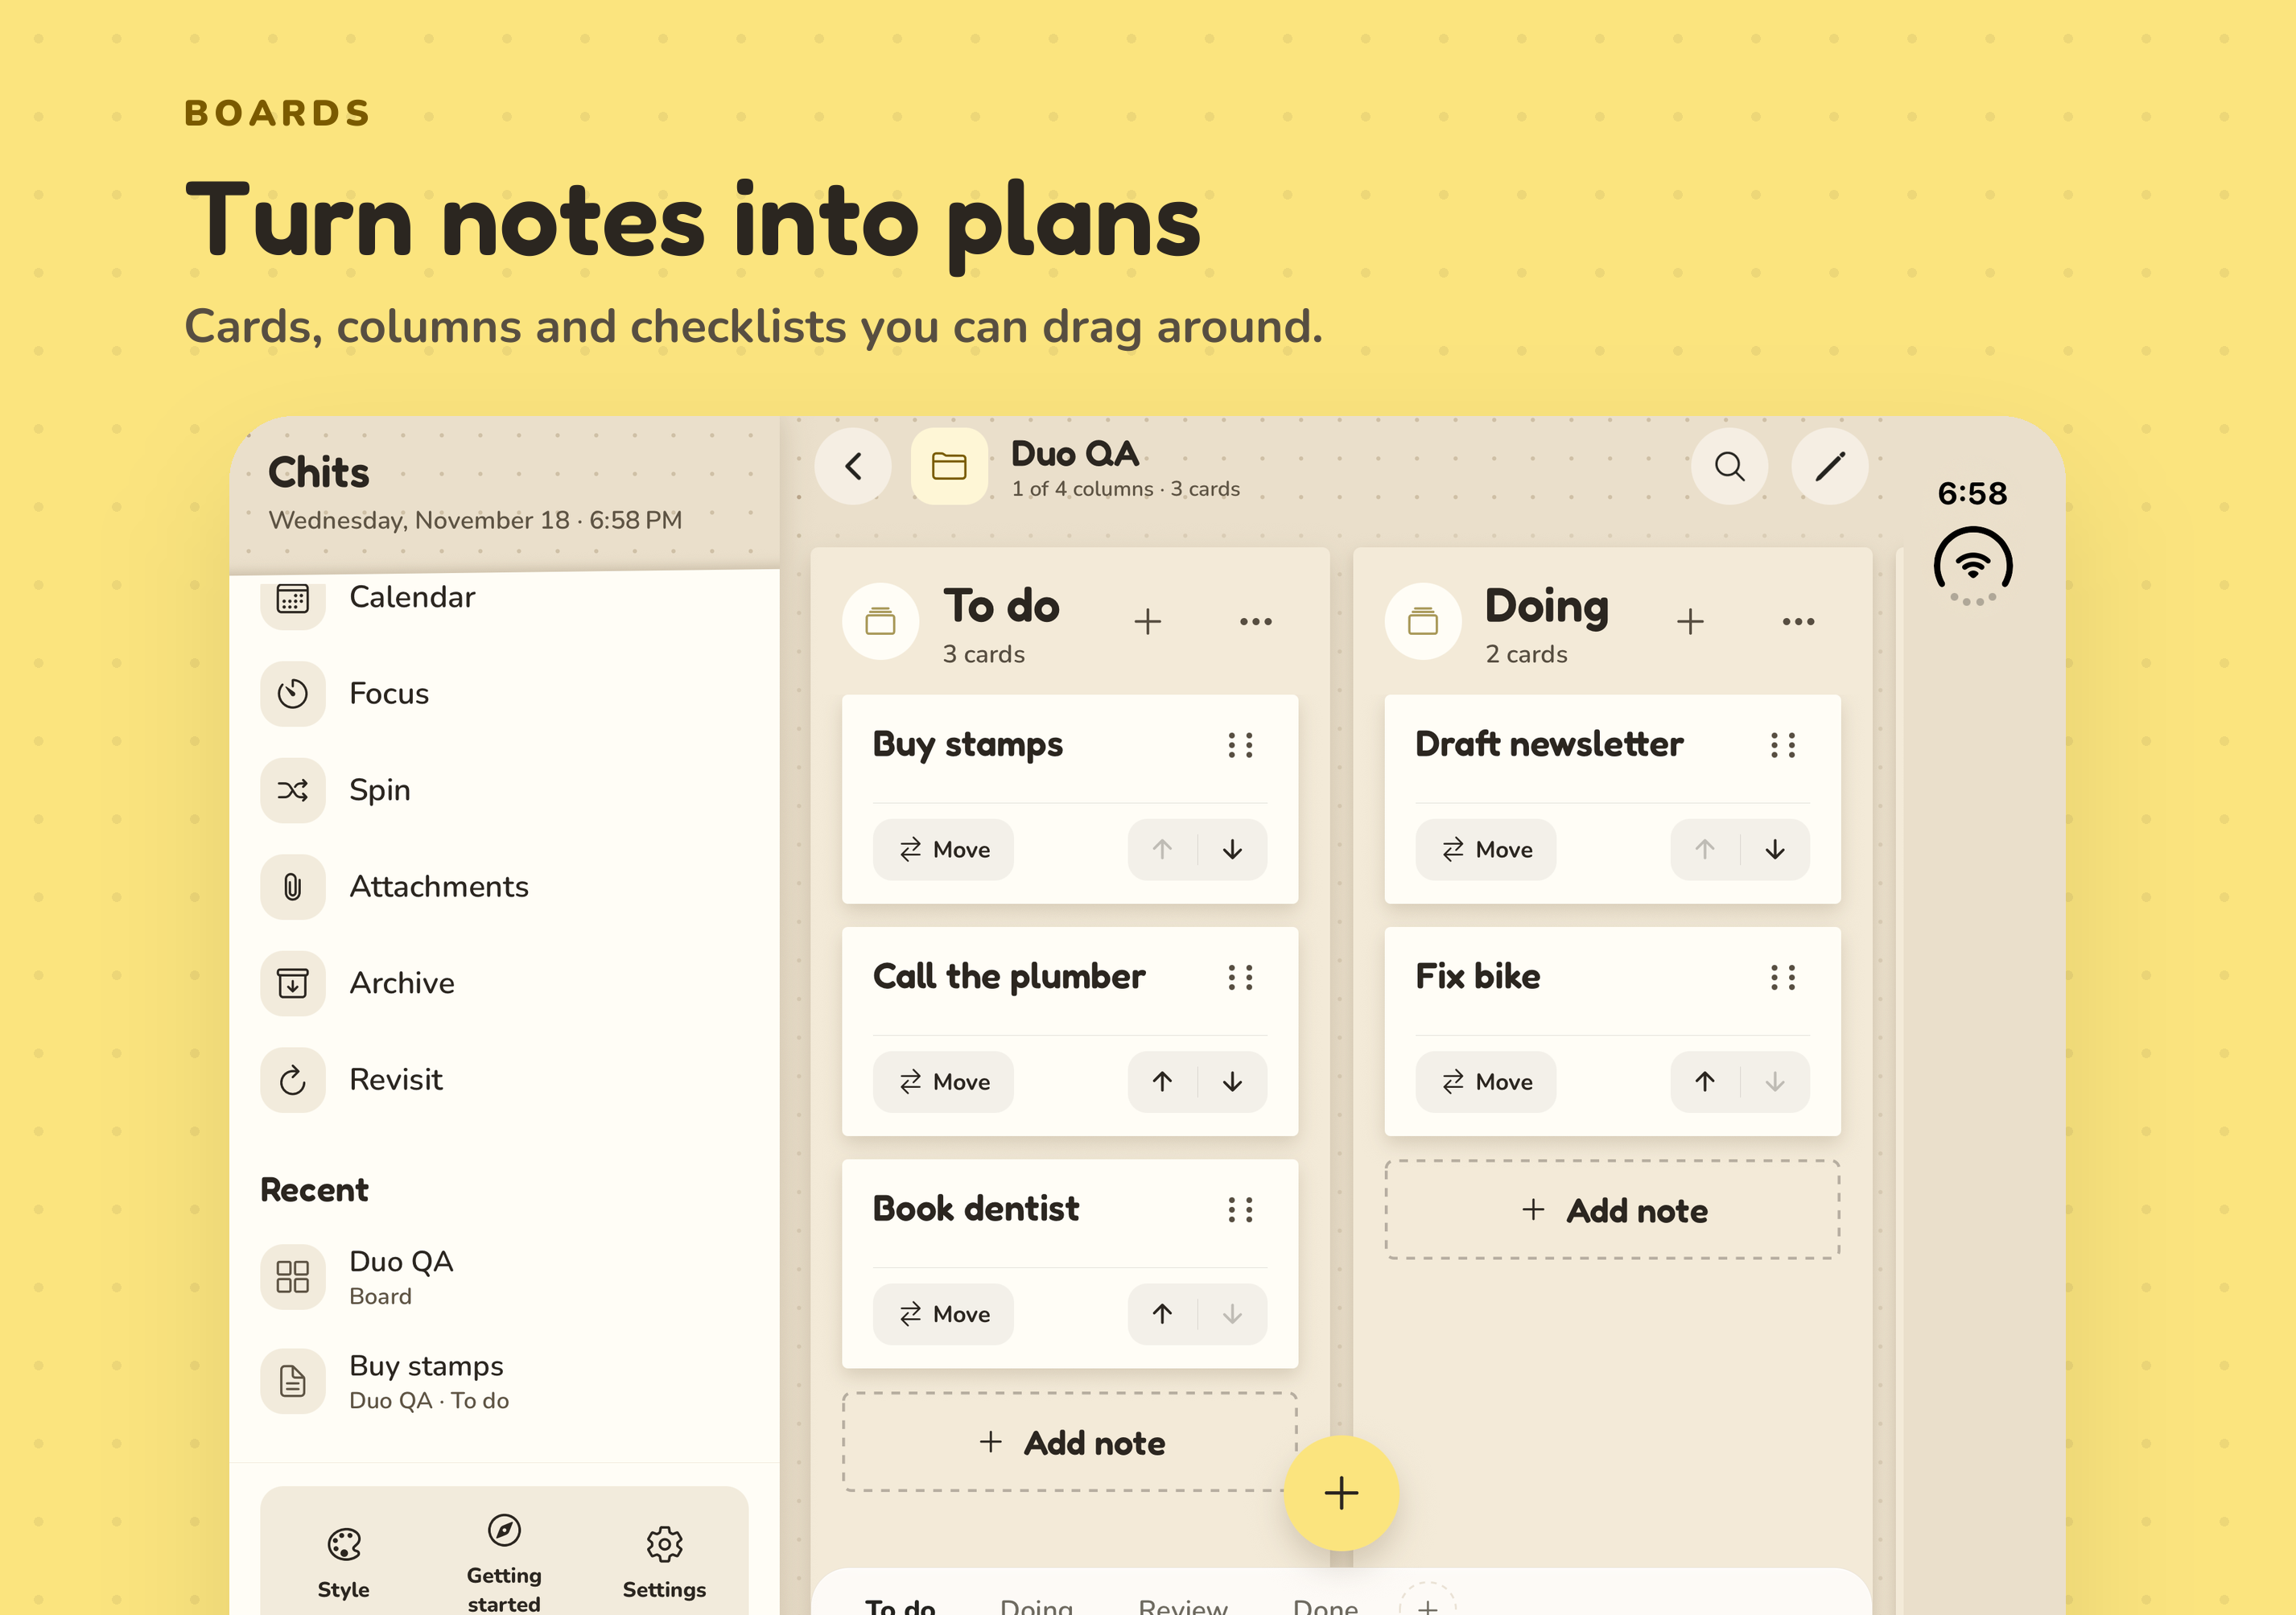 BOARDS
Turn notes into plans
Cards, columns and checklists you can drag around.
Chits
Wednesday, November 18 · 6:58 PM
Calendar
Focus
Spin
Attachments
Archive
Revisit
Recent
Duo QA
Board
Buy stamps
Duo QA · To do
Style
Getting
started
Settings
Duo QA
1 of 4 columns · 3 cards
6:58
To do
3 cards
Buy stamps
Move
Call the plumber
Move
Book dentist
Move
Add note
Doing
2 cards
Draft newsletter
Move
Fix bike
Move
Add note
To do
Doing
Review
Done